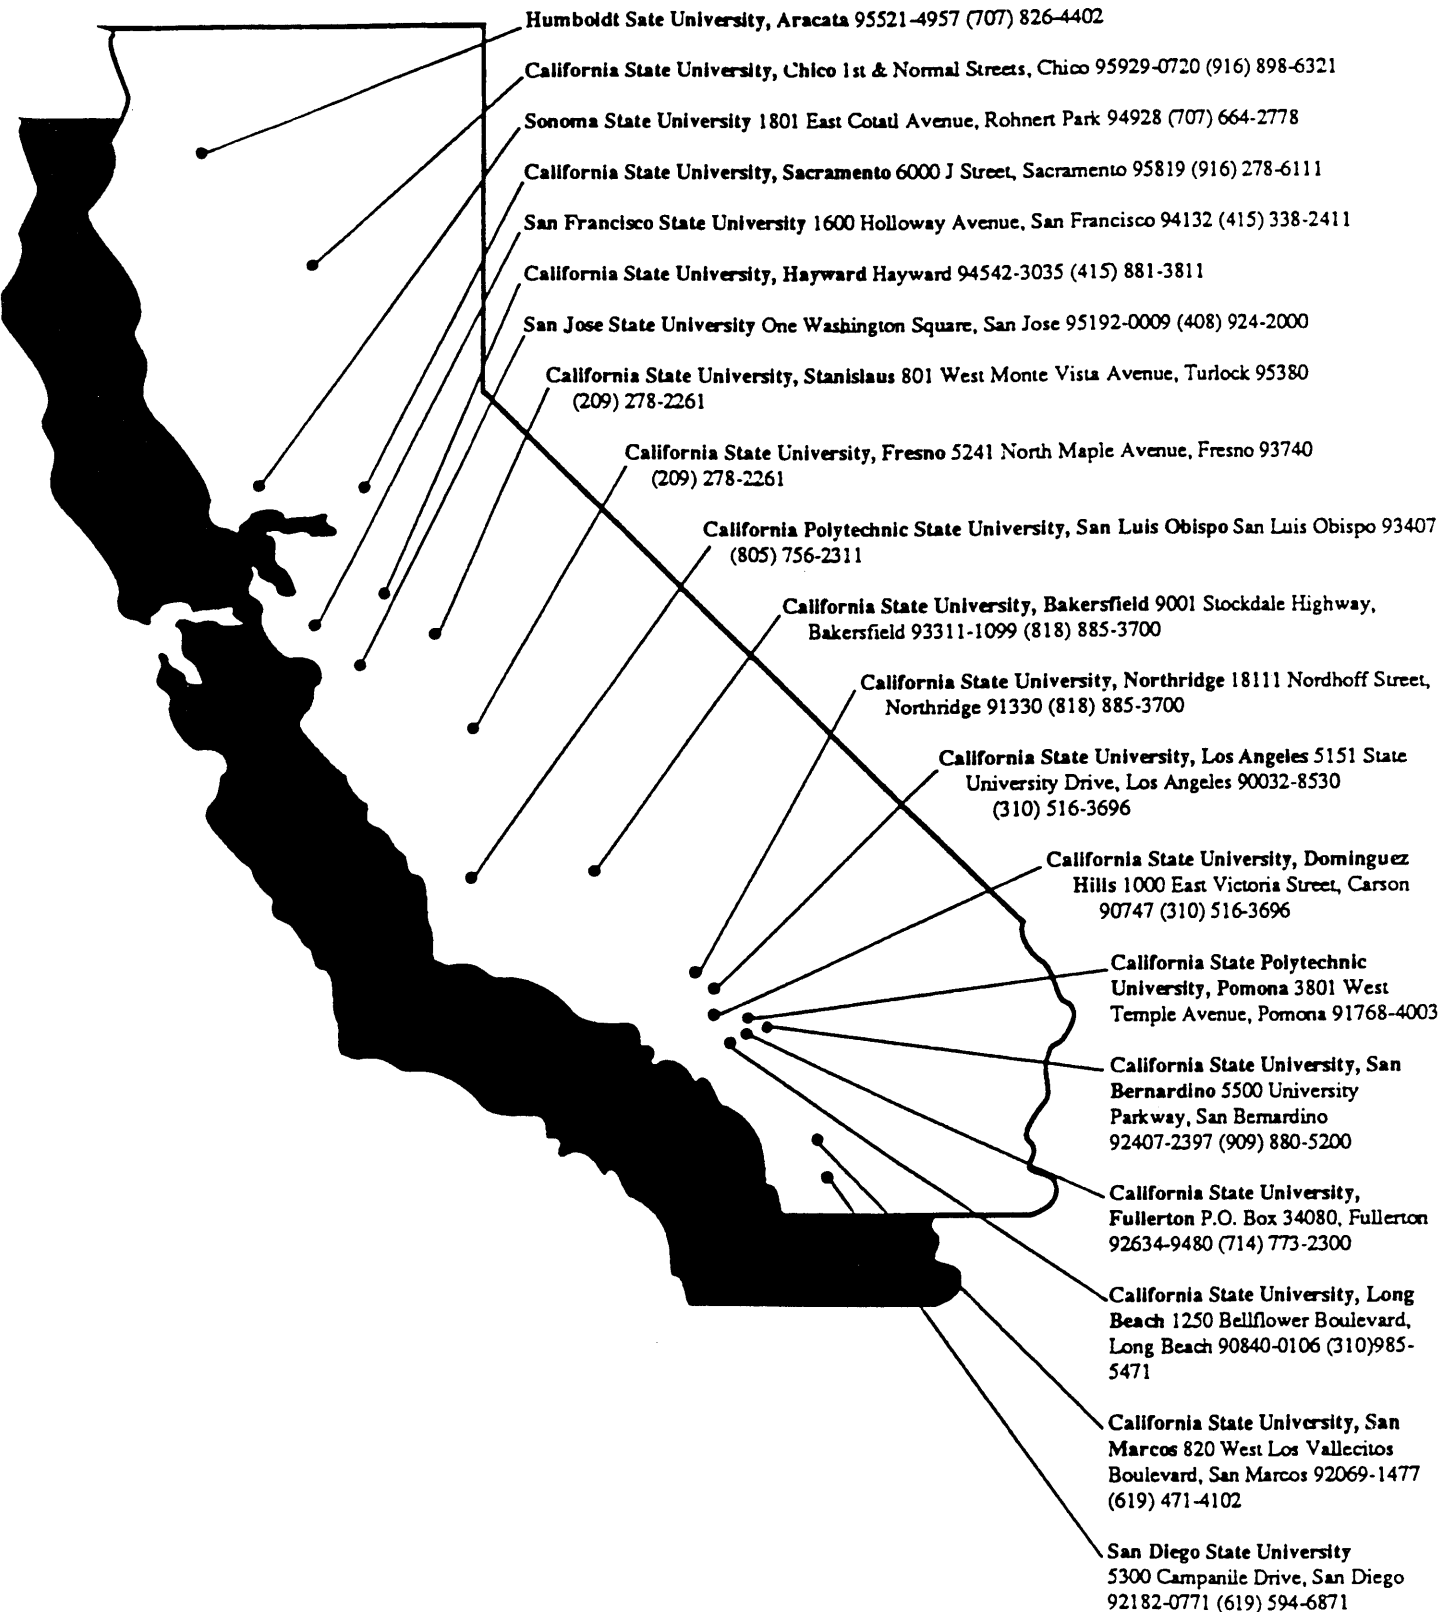 Humboldt Sate University, Aracata 95521-4957 (707) 826-4402
California State University, Chico 1st & Normal Streets, Chico 95929-0720 (916) 898-6321
Sonoma State University 1801 East Cotati Avenue, Rohnert Park 94928 (707) 664-2778
California State University, Sacramento 6000 J Street, Sacramento 95819 (916) 278-6111
San Francisco State University 1600 Holloway Avenue, San Francisco 94132 (415) 338-2411
California State University, Hayward Hayward 94542-3035 (415) 881-3811
San Jose State University One Washington Square, San Jose 95192-0009 (408) 924-2000
California State University, Stanislaus 801 West Monte Vista Avenue, Turlock 95380
(209) 278-2261
California State University, Fresno 5241 North Maple Avenue, Fresno 93740
(209) 278-2261
California Polytechnic State University, San Luis Obispo San Luis Obispo 93407
(805) 756-2311
California State University, Bakersfield 9001 Stockdale Highway,
Bakersfield 93311-1099 (818) 885-3700
California State University, Northridge 18111 Nordhoff Street,
Northridge 91330 (818) 885-3700
California State University, Los Angeles 5151 State
University Drive, Los Angeles 90032-8530
(310) 516-3696
California State University, Dominguez
Hills 1000 East Victoria Street, Carson
90747 (310) 516-3696
California State Polytechnic
University, Pomona 3801 West
Temple Avenue, Pomona 91768-4003
California State University, San
Bernardino 5500 University
Parkway, San Bernardino
92407-2397 (909) 880-5200
California State University,
Fullerton P.O. Box 34080, Fullerton
92634-9480 (714) 773-2300
California State University, Long
Beach 1250 Bellflower Boulevard,
Long Beach 90840-0106 (310)985-
5471
California State University, San
Marcos 820 West Los Vallecitos
Boulevard, San Marcos 92069-1477
(619) 471-4102
San Diego State University
5300 Campanile Drive, San Diego
92182-0771 (619) 594-6871